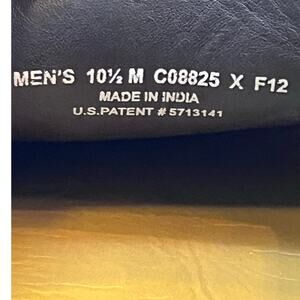 MEN'S 10½ M C08825 X F12
MADE IN INDIA
U.S.PATENT # 5713141